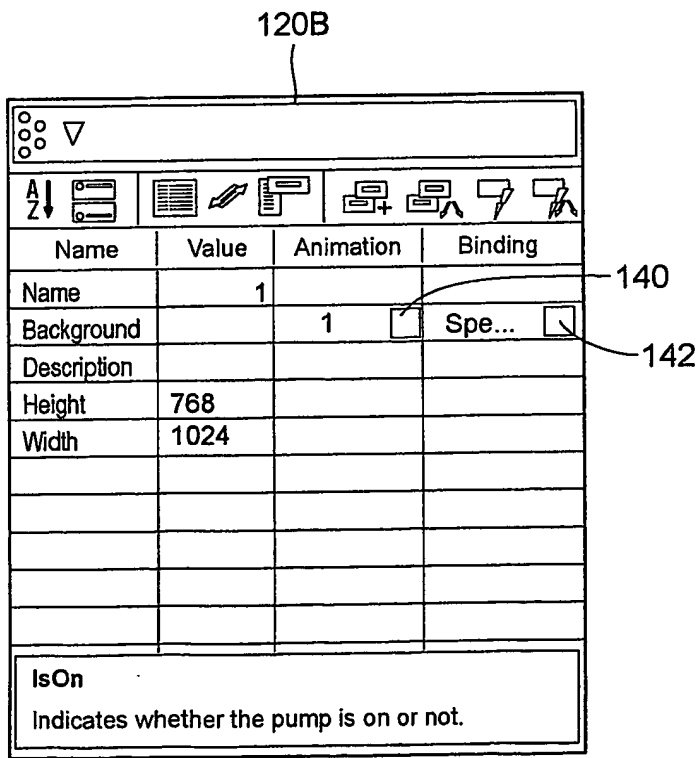 120B
A
Z
Name Value Animation Binding
Name 1
Background 1 Spe...
Description
Height 768
Width 1024
140
142
IsOn
Indicates whether the pump is on or not.